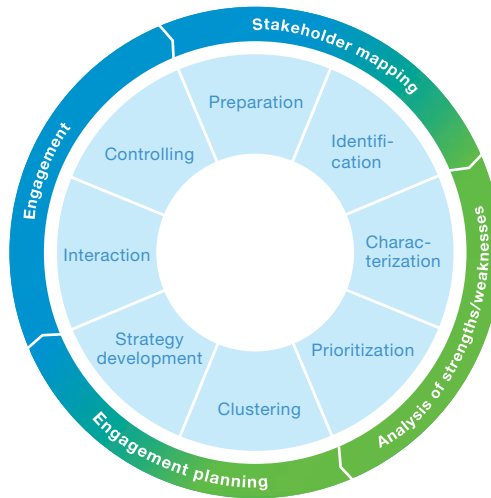 Stakeholder mapping
Analysis of strengths/weaknesses
Engagement planning
Engagement
Preparation
Identifi-
cation
Charac-
terization
Prioritization
Clustering
Strategy
development
Interaction
Controlling